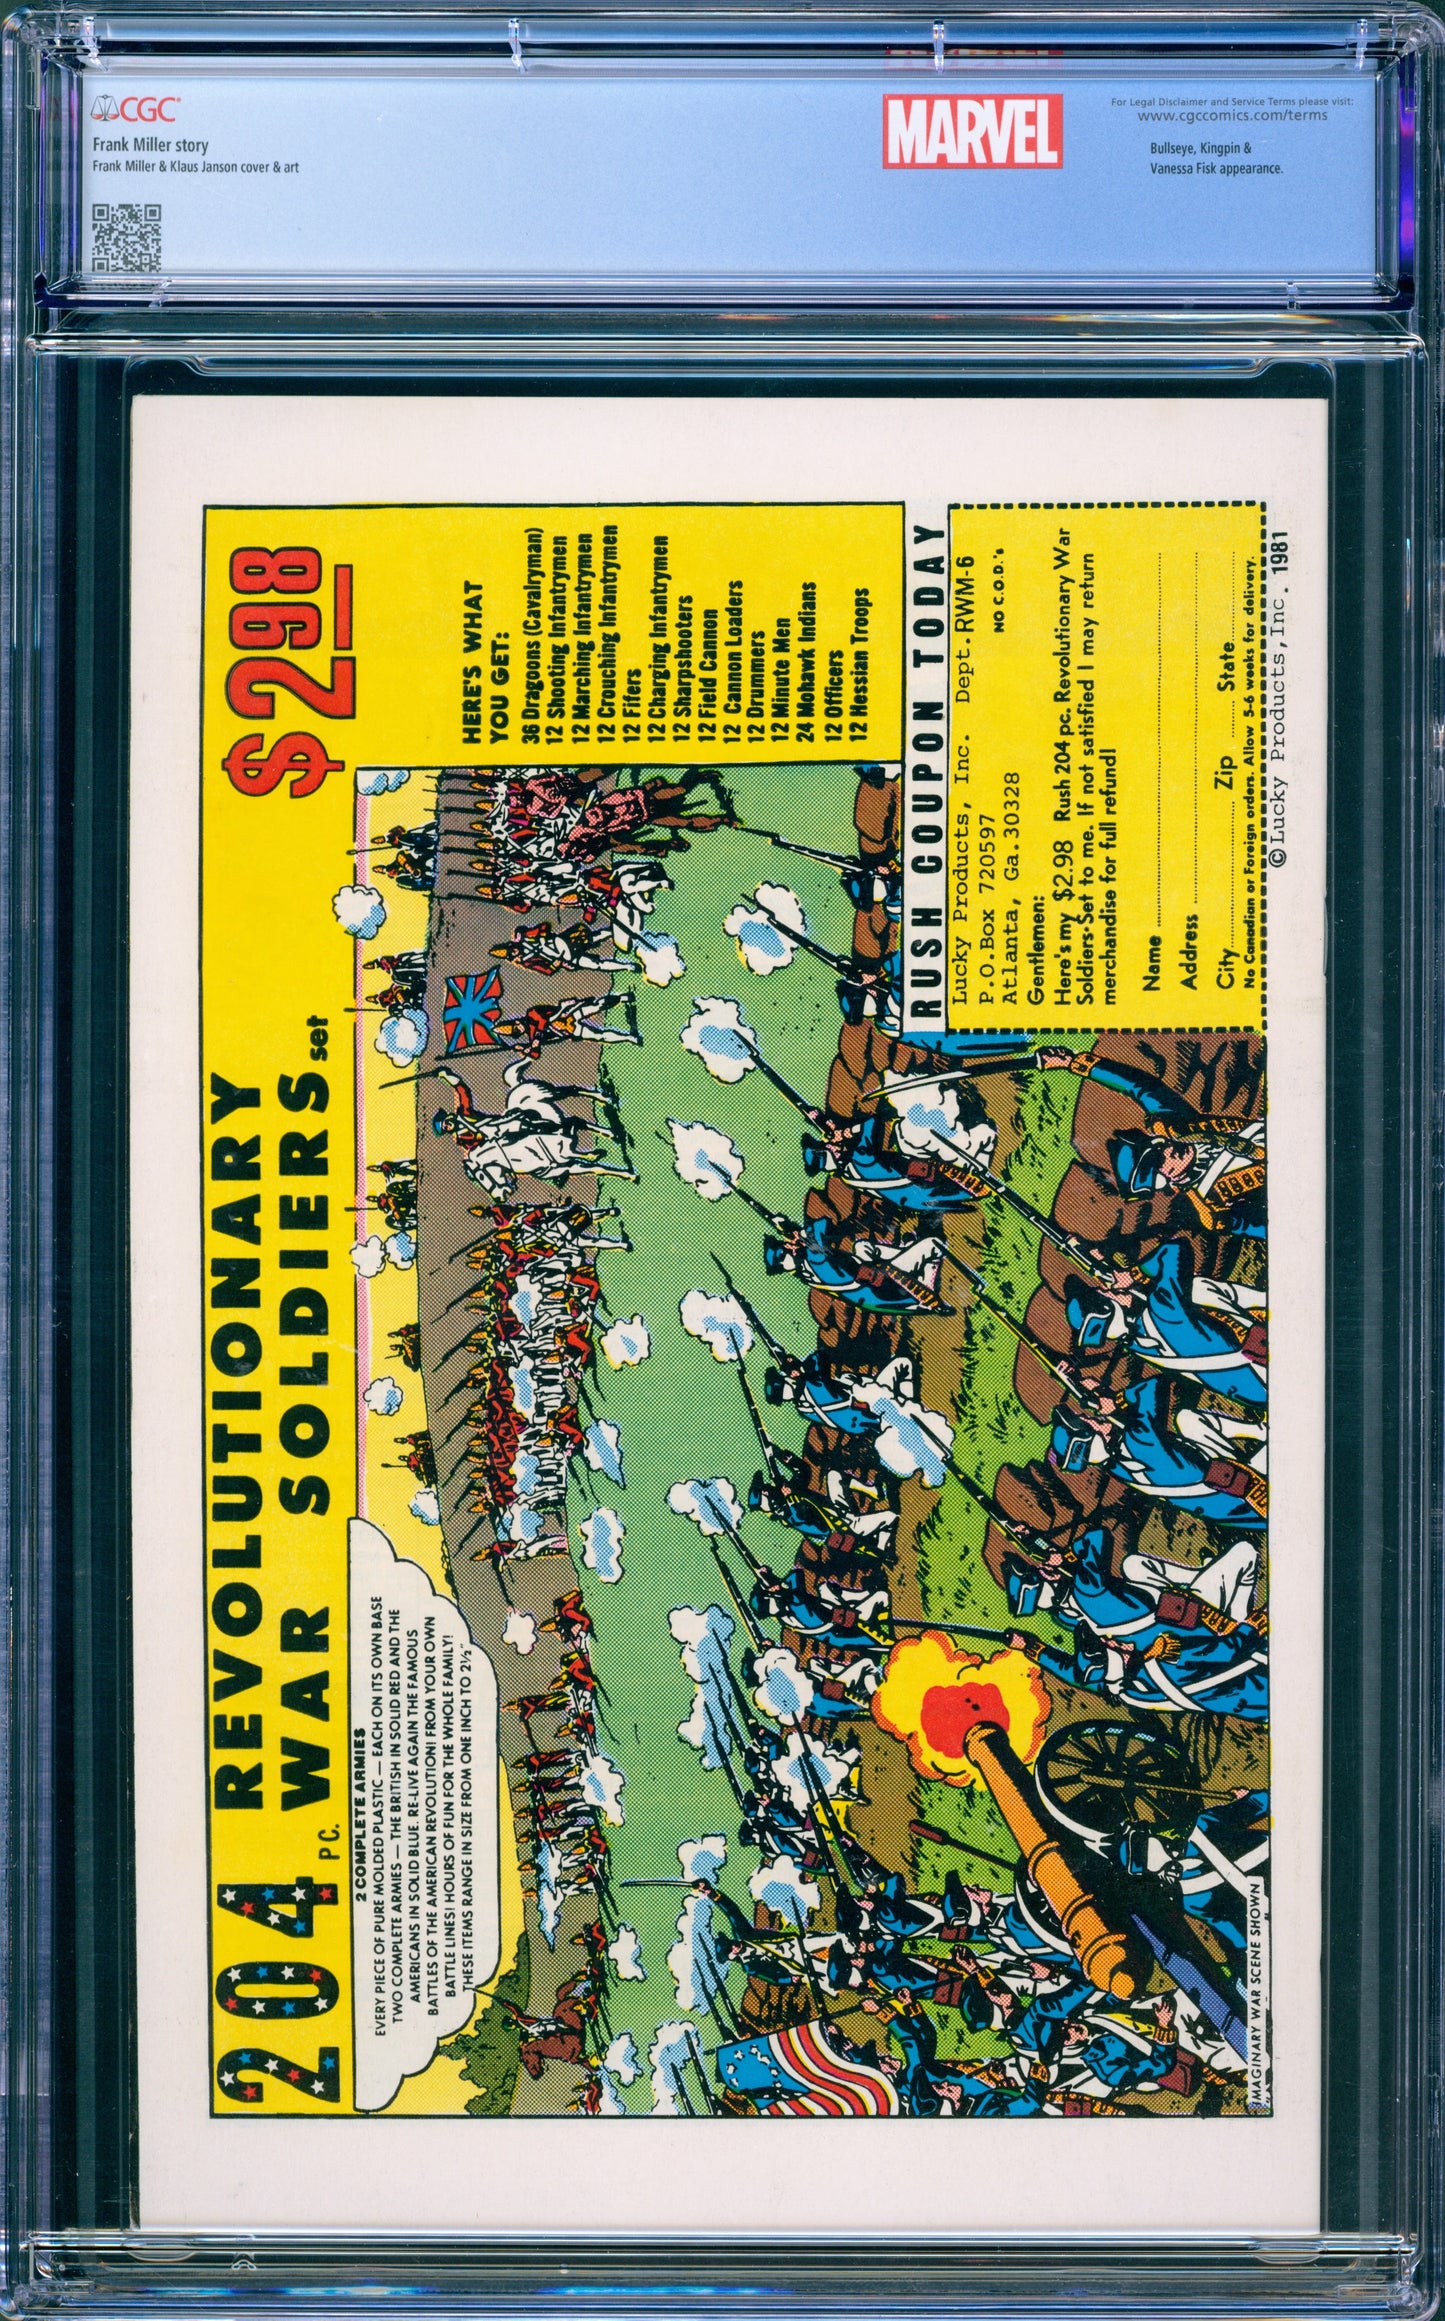 CGC
Frank Miller story
Frank Miller & Klaus Janson cover & art
MARVEL
For Legal Disclaimer and Service Terms please visit:
www.cgccomics.com/terms
Bullseye, Kingpin &
Vanessa Fisk appearance.
204 PC. REVOLUTIONARY
WAR SOLDIERS set
$2.98
2 COMPLETE ARMIES
EVERY PIECE OF PURE MOLDED PLASTIC — EACH ON ITS OWN BASE
TWO COMPLETE ARMIES — THE BRITISH IN SOLID RED AND THE
AMERICANS IN SOLID BLUE. RE-LIVE AGAIN THE FAMOUS
BATTLES OF THE AMERICAN REVOLUTION! FROM YOUR OWN
BATTLE LINES! HOURS OF FUN FOR THE WHOLE FAMILY!
THESE ITEMS RANGE IN SIZE FROM ONE INCH TO 2½"
HERE'S WHAT
YOU GET:
36 Dragoons (Cavalryman)
12 Shooting Infantrymen
12 Marching Infantrymen
12 Crouching Infantrymen
12 Fifers
12 Charging Infantrymen
12 Sharpshooters
12 Field Cannon
12 Cannon Loaders
12 Drummers
12 Minute Men
24 Mohawk Indians
12 Officers
12 Hessian Troops
RUSH COUPON TODAY
Lucky Products, Inc. Dept.RWM-6
P.O.Box 720597
NO C.O.D.'s
Atlanta, Ga.30328
Gentlemen:
Here's my $2.98 Rush 204 pc. Revolutionary War
Soldiers·Set to me. If not satisfied I may return
merchandise for full refund!
Name
Address
City Zip State
No Canadian or Foreign orders. Allow 5-6 weeks for delivery.
©Lucky Products,Inc. 1981
IMAGINARY WAR SCENE SHOWN